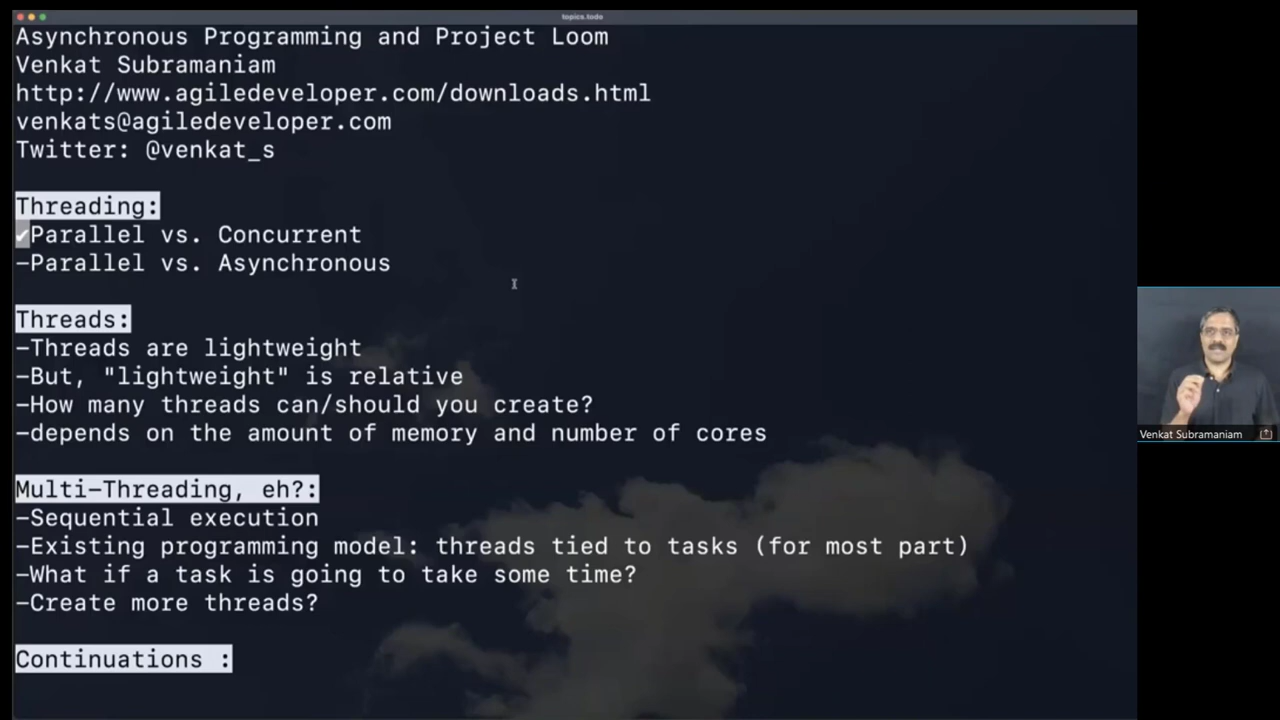 topics.todo
Asynchronous Programming and Project Loom
Venkat Subramaniam
http://www.agiledeveloper.com/downloads.html
venkats@agiledeveloper.com
Twitter: @venkat_s
Threading:
✔Parallel vs. Concurrent
-Parallel vs. Asynchronous
Threads:
-Threads are lightweight
-But, "lightweight" is relative
-How many threads can/should you create?
-depends on the amount of memory and number of cores
Multi-Threading, eh?:
-Sequential execution
-Existing programming model: threads tied to tasks (for most part)
-What if a task is going to take some time?
-Create more threads?
Continuations :
Venkat Subramaniam